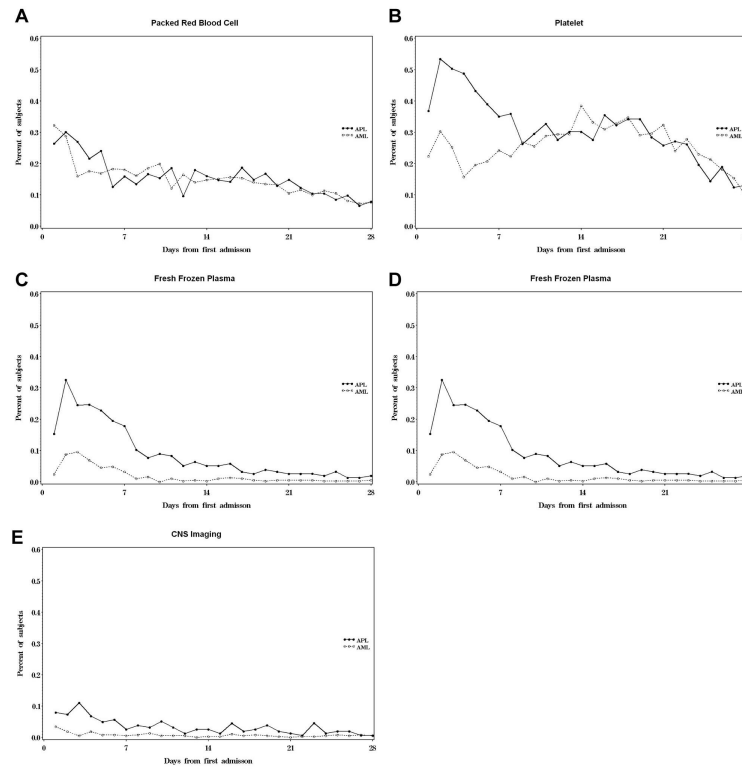 A
Packed Red Blood Cell
0.6
0.5
0.4
0.3
0.2
0.1
0.0
Percent of subjects
APL
AML
0 7 14 21 28
Days from first admisson
B
Platelet
0.6
0.5
0.4
0.3
0.2
0.1
0.0
Percent of subjects
APL
AML
0 7 14 21 28
Days from first admisson
C
Fresh Frozen Plasma
0.6
0.5
0.4
0.3
0.2
0.1
0.0
Percent of subjects
APL
AML
0 7 14 21 28
Days from first admisson
D
Fresh Frozen Plasma
0.6
0.5
0.4
0.3
0.2
0.1
0.0
Percent of subjects
APL
AML
0 7 14 21 28
Days from first admisson
E
CNS Imaging
0.6
0.5
0.4
0.3
0.2
0.1
0.0
Percent of subjects
APL
AML
0 7 14 21 28
Days from first admisson